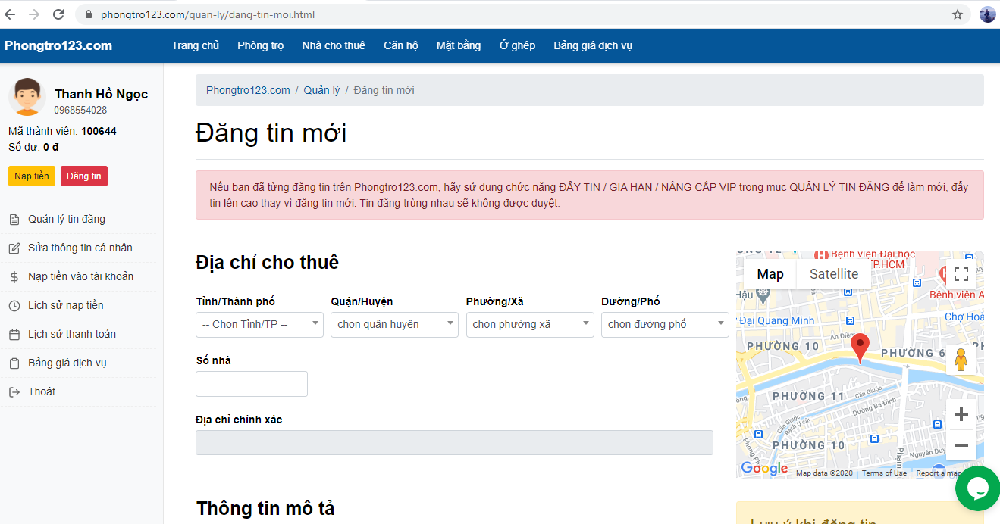 phongtro123.com/quan-ly/dang-tin-moi.html
Phongtro123.com
Trang chủ
Phòng trọ
Nhà cho thuê
Căn hộ
Mặt bằng
Ở ghép
Bảng giá dịch vụ
Thanh Hồ Ngọc
0968554028
Mã thành viên: 100644
Số dư: 0 đ
Nạp tiền
Đăng tin
Quản lý tin đăng
Sửa thông tin cá nhân
Nạp tiền vào tài khoản
Lịch sử nạp tiền
Lịch sử thanh toán
Bảng giá dịch vụ
Thoát
Phongtro123.com / Quản lý / Đăng tin mới
Đăng tin mới
Nếu bạn đã từng đăng tin trên Phongtro123.com, hãy sử dụng chức năng ĐẨY TIN / GIA HẠN / NÂNG CẤP VIP trong mục QUẢN LÝ TIN ĐĂNG để làm mới, đẩy
tin lên cao thay vì đăng tin mới. Tin đăng trùng nhau sẽ không được duyệt.
Địa chỉ cho thuê
Tỉnh/Thành phố
Quận/Huyện
Phường/Xã
Đường/Phố
-- Chọn Tỉnh/TP --
chọn quận huyện
chọn phường xã
chọn đường phố
Số nhà
Địa chỉ chính xác
Thông tin mô tả
Bệnh viện Đại học
TP.HCM
Map
Satellite
Hậu
Bệnh viện A
Đại Quang Minh
Chợ Hoà
An Điềm
PHƯỜNG 10
PHƯỜNG 6
PHƯỜNG 11
Cần Giuộc
Đường Ba Đình
Cần Giuộc
Rạch U Cây
PHƯỜNG 10
Phong Ph
Phạm
Nguyễn Duy
Google
Map data ©2020
Terms of Use
Report a map
Lưu ý khi đăng tin